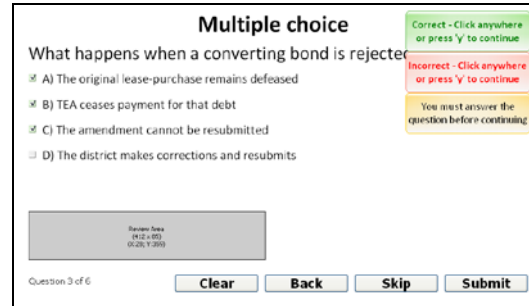 Multiple choice
Correct - Click anywhere
or press 'y' to continue
What happens when a converting bond is rejected
Incorrect - Click anywhere
or press 'y' to continue
A) The original lease-purchase remains defeased
B) TEA ceases payment for that debt
You must answer the
question before continuing
C) The amendment cannot be resubmitted
D) The district makes corrections and resubmits
Review Area
(412 x 65)
Question 3 of 6
Clear
Back
Skip
Submit